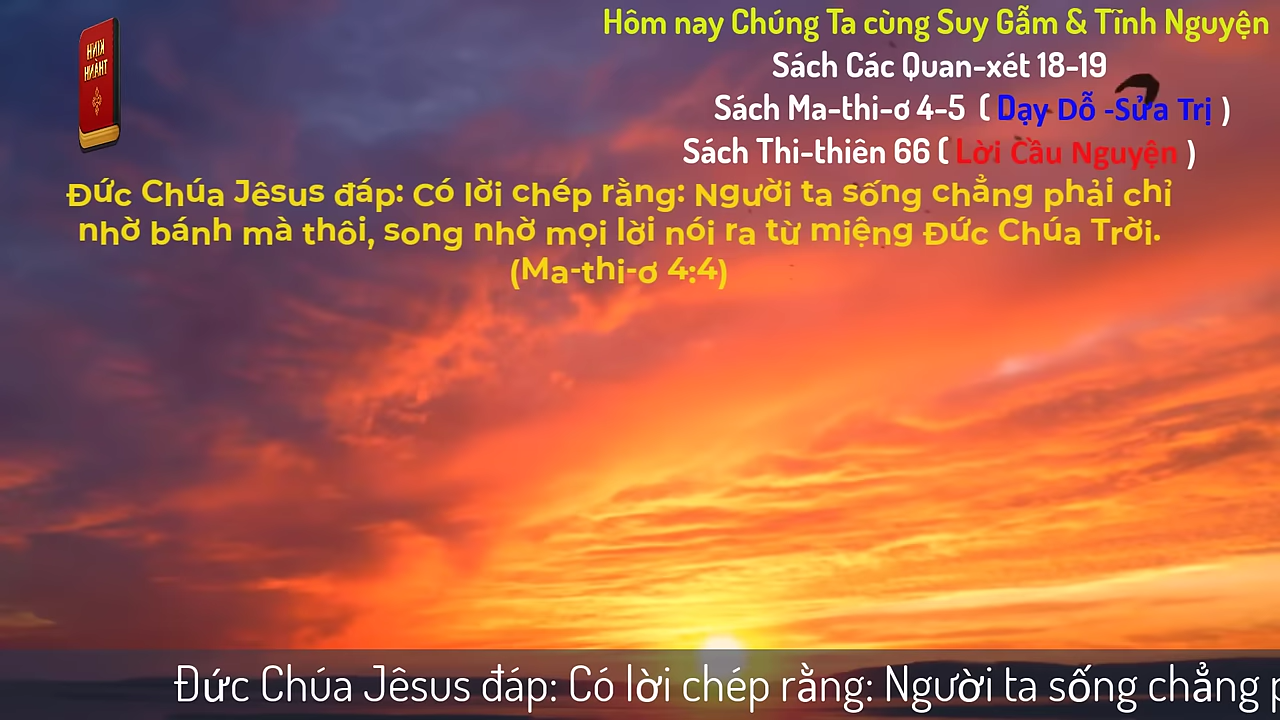 KINH
THÁNH
Hôm nay Chúng Ta cùng Suy Gẫm & Tĩnh Nguyện
Sách Các Quan-xét 18-19
Sách Ma-thi-ơ 4-5 ( Dạy Dỗ -Sửa Trị )
Sách Thi-thiên 66 ( Lời Cầu Nguyện )
Đức Chúa Jêsus đáp: Có lời chép rằng: Người ta sống chẳng phải chỉ
nhờ bánh mà thôi, song nhờ mọi lời nói ra từ miệng Đức Chúa Trời.
(Ma-thi-ơ 4:4)
Đức Chúa Jêsus đáp: Có lời chép rằng: Người ta sống chẳng p